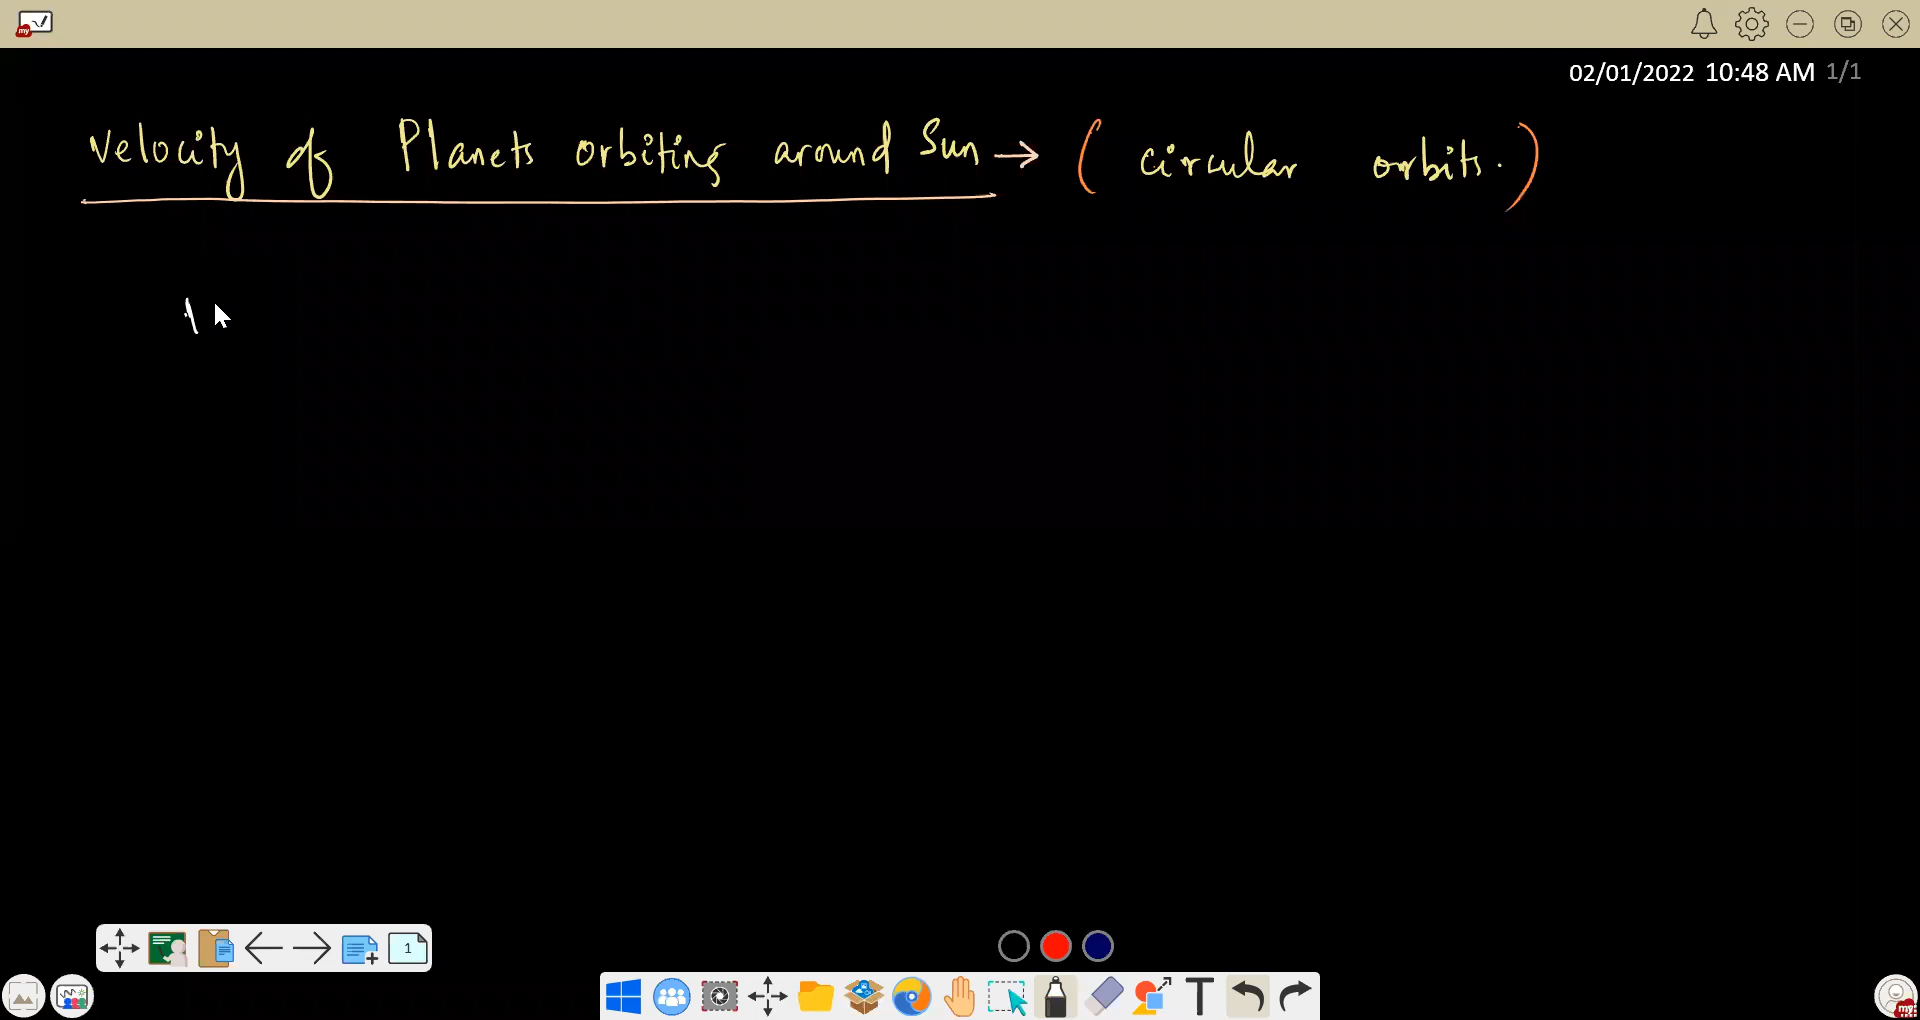 02/01/2022 10:48 AM 1/1
Velocity of Planets orbiting around Sun → ( circular orbits. )
1